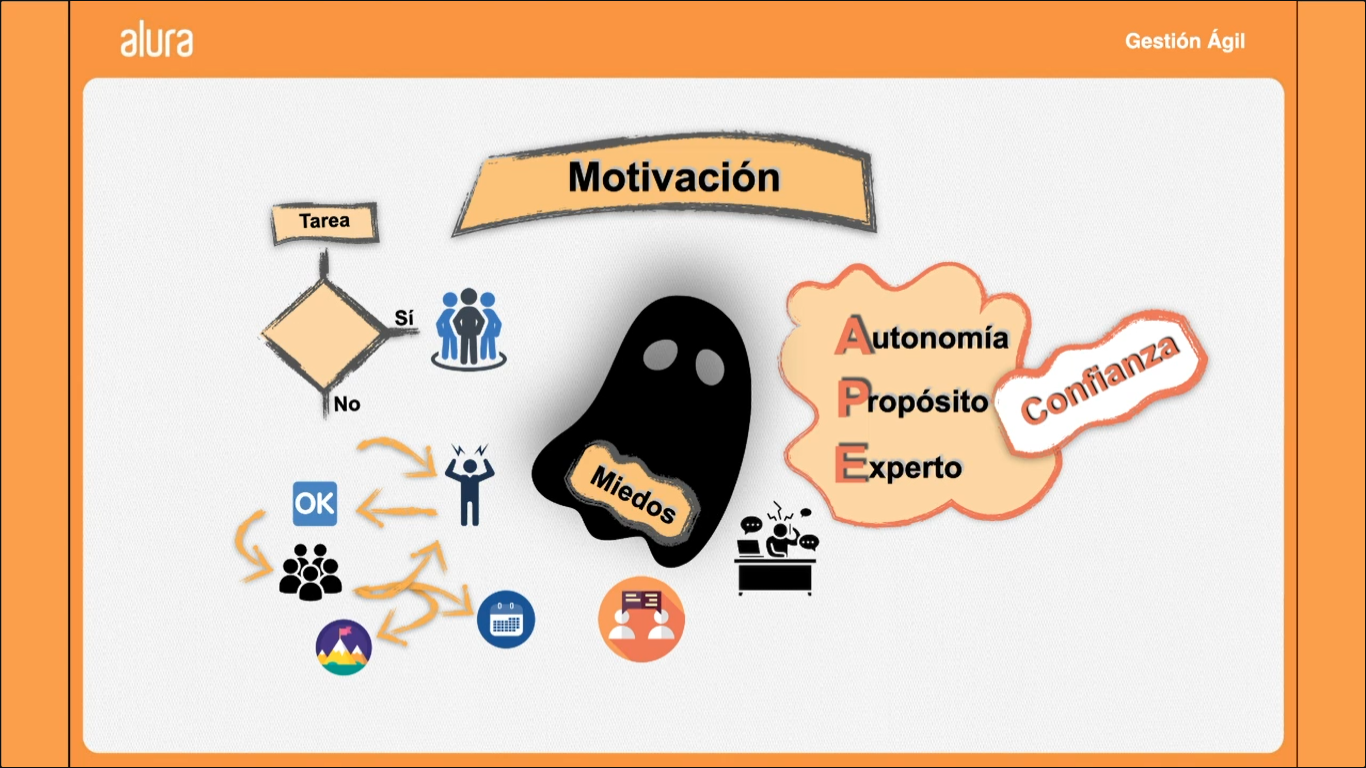 alura
Gestión Ágil
Motivación
Tarea
Sí
No
OK
Miedos
Autonomía
Propósito
Experto
Confianza